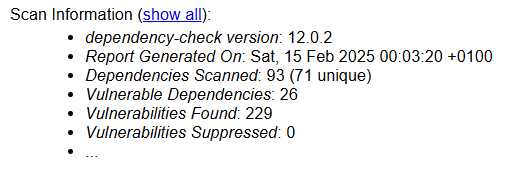 Scan Information (show all):
• dependency-check version: 12.0.2
• Report Generated On: Sat, 15 Feb 2025 00:03:20 +0100
• Dependencies Scanned: 93 (71 unique)
• Vulnerable Dependencies: 26
• Vulnerabilities Found: 229
• Vulnerabilities Suppressed: 0
• ...